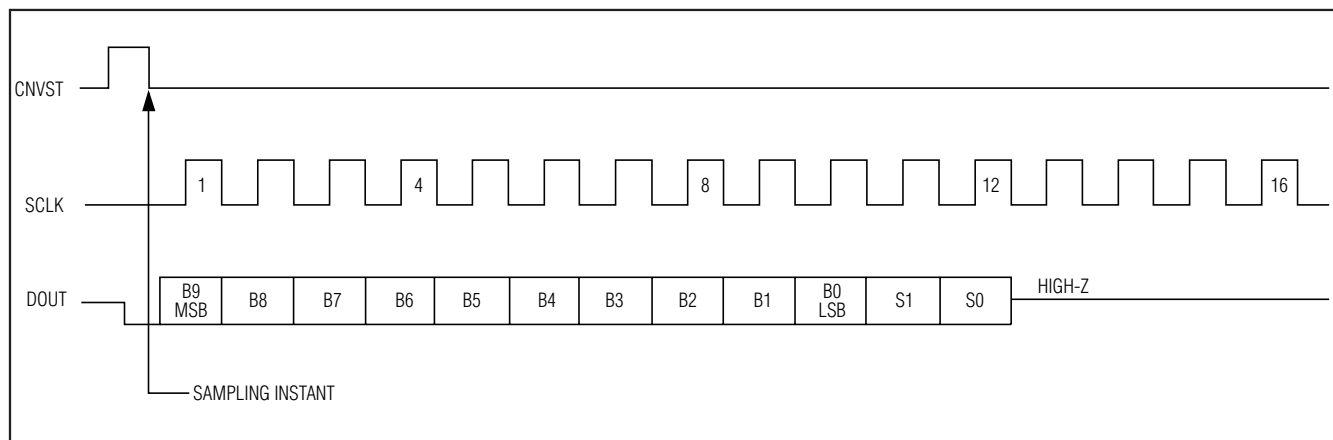 CNVST
SCLK
1
4
8
12
16
DOUT
B9
MSB
B8
B7
B6
B5
B4
B3
B2
B1
B0
LSB
S1
S0
HIGH-Z
SAMPLING INSTANT